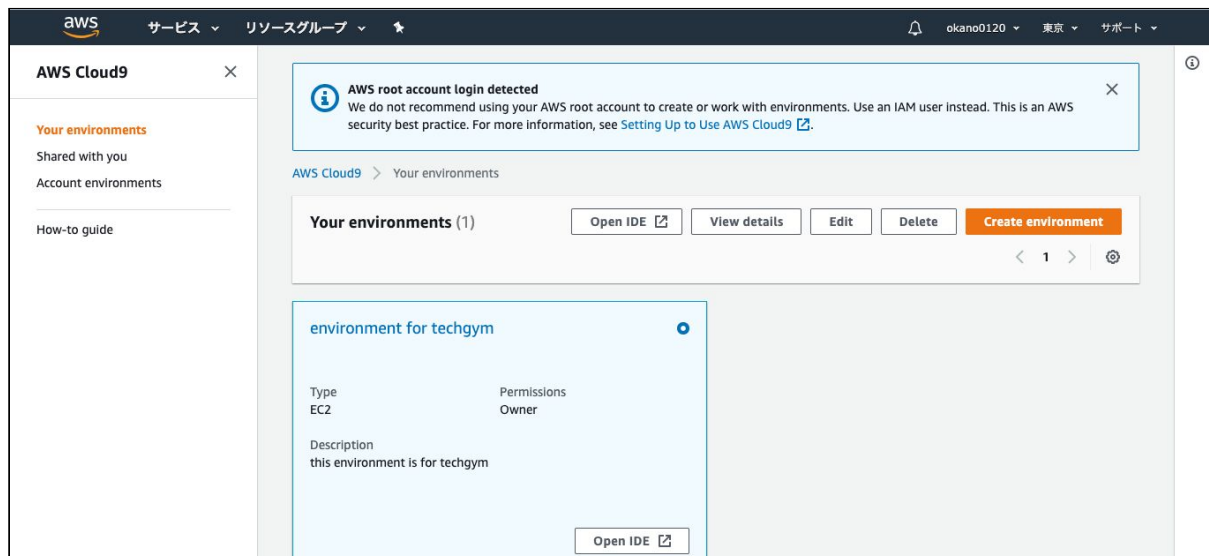 aws
サービス
リソースグループ
okano0120
東京
サポート
AWS Cloud9
Your environments
Shared with you
Account environments
How-to guide
AWS root account login detected
We do not recommend using your AWS root account to create or work with environments. Use an IAM user instead. This is an AWS
security best practice. For more information, see Setting Up to Use AWS Cloud9.
AWS Cloud9 > Your environments
Your environments (1)
Open IDE
View details
Edit
Delete
Create environment
< 1 >
environment for techgym
Type
EC2
Permissions
Owner
Description
this environment is for techgym
Open IDE